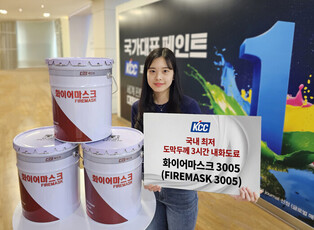 국가대표 페인트
KCC
1
KCC
국내 최저
도막두께 3시간 내화도료
화이어마스크 3005
(FIREMASK 3005)
화이어마스크
FIREMASK
화이어마스크
FIREMASK
화이어마스크
FIREMASK